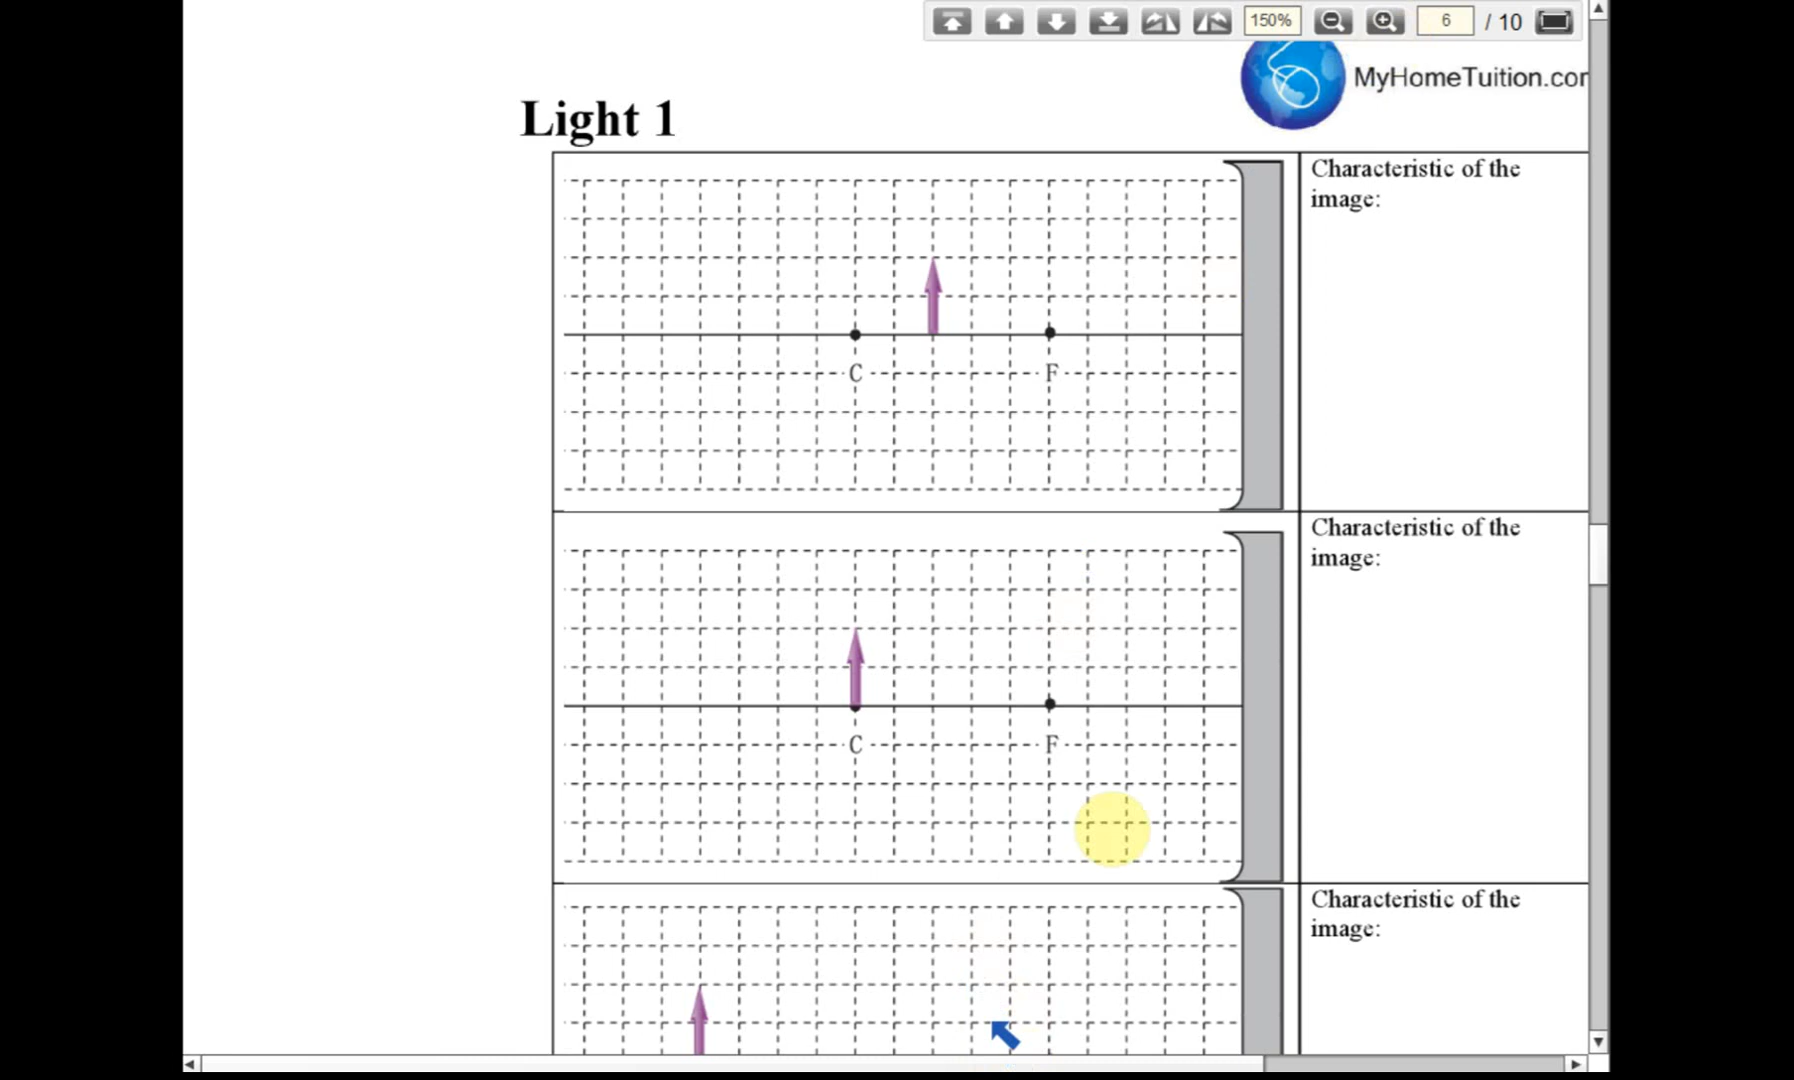 150%
6
/ 10
MyHomeTuition.cor
Light 1
Characteristic of the
image:
C
F
Characteristic of the
image:
C
F
Characteristic of the
image: